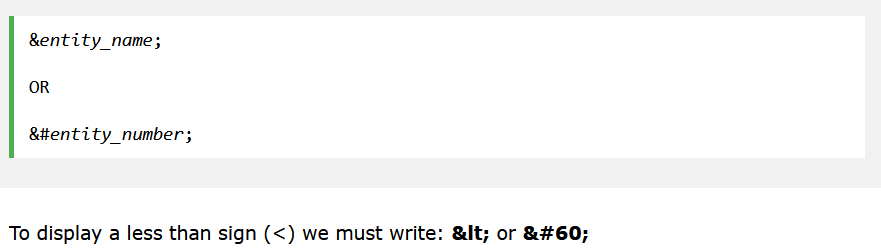 &entity_name;
OR
&#entity_number;
To display a less than sign (<) we must write: &lt; or &#60;